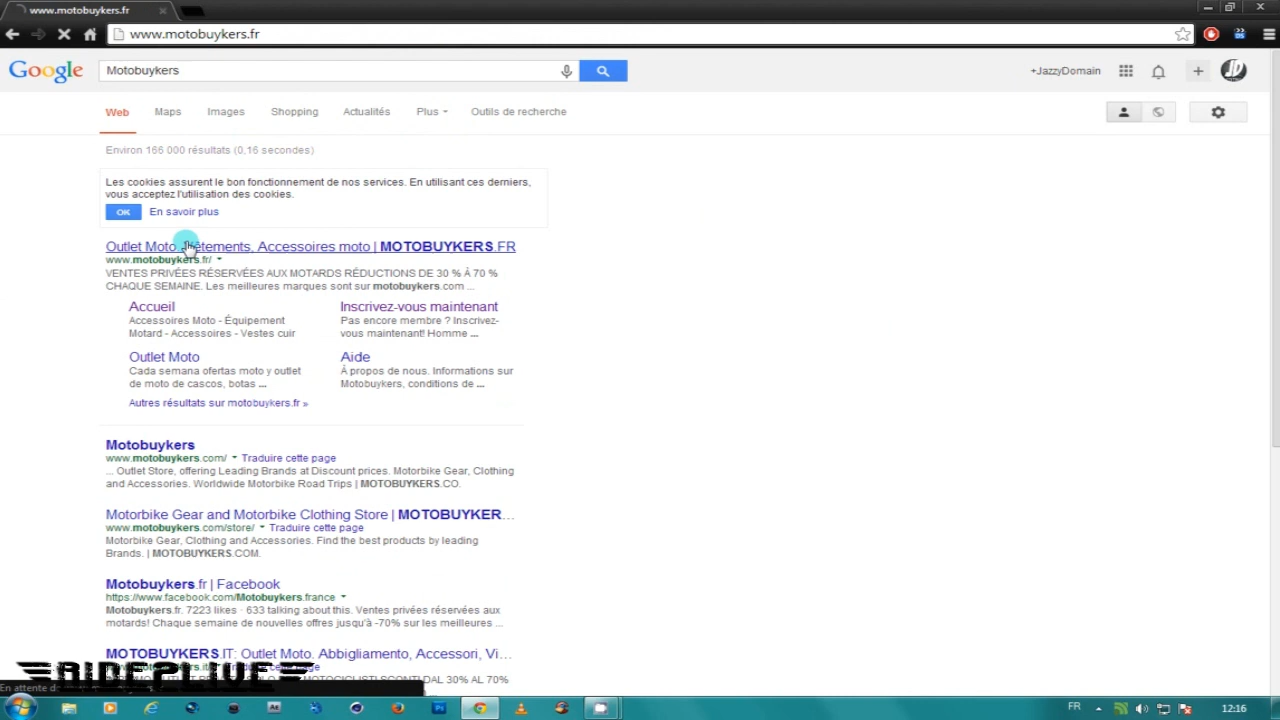 www.motobuykers.fr
www.motobuykers.fr
Google
Motobuykers
+JazzyDomain
Web
Maps
Images
Shopping
Actualités
Plus
Outils de recherche
Environ 166 000 résultats (0,16 secondes)
Les cookies assurent le bon fonctionnement de nos services. En utilisant ces derniers,
vous acceptez l'utilisation des cookies.
OK
En savoir plus
Outlet Moto. Vêtements, Accessoires moto | MOTOBUYKERS.FR
www.motobuykers.fr/
VENTES PRIVÉES RÉSERVÉES AUX MOTARDS RÉDUCTIONS DE 30 % À 70 %
CHAQUE SEMAINE. Les meilleures marques sont sur motobuykers.com ...
Accueil
Accessoires Moto - Équipement
Motard - Accessoires - Vestes cuir
Inscrivez-vous maintenant
Pas encore membre ? Inscrivez-
vous maintenant! Homme ...
Outlet Moto
Cada semana ofertas moto y outlet
de moto de cascos, botas ...
Aide
À propos de nous. Informations sur
Motobuykers, conditions de ...
Autres résultats sur motobuykers.fr »
Motobuykers
www.motobuykers.com/ Traduire cette page
... Outlet Store, offering Leading Brands at Discount prices. Motorbike Gear, Clothing
and Accessories. Worldwide Motorbike Road Trips | MOTOBUYKERS.CO.
Motorbike Gear and Motorbike Clothing Store | MOTOBUYKER...
www.motobuykers.com/store/ Traduire cette page
Motorbike Gear, Clothing and Accessories. Find the best products by leading
Brands. | MOTOBUYKERS.COM.
Motobuykers.fr | Facebook
https://www.facebook.com/Motobuykers.france
Motobuykers.fr. 7223 likes · 633 talking about this. Ventes privées réservées aux
motards! Chaque semaine de nouvelles offres jusqu'à -70% sur les meilleures ...
MOTOBUYKERS.IT: Outlet Moto. Abbigliamento, Accessori, Vi...
SCONTI DAL 30% AL 70%
En attente d
FR
12:16